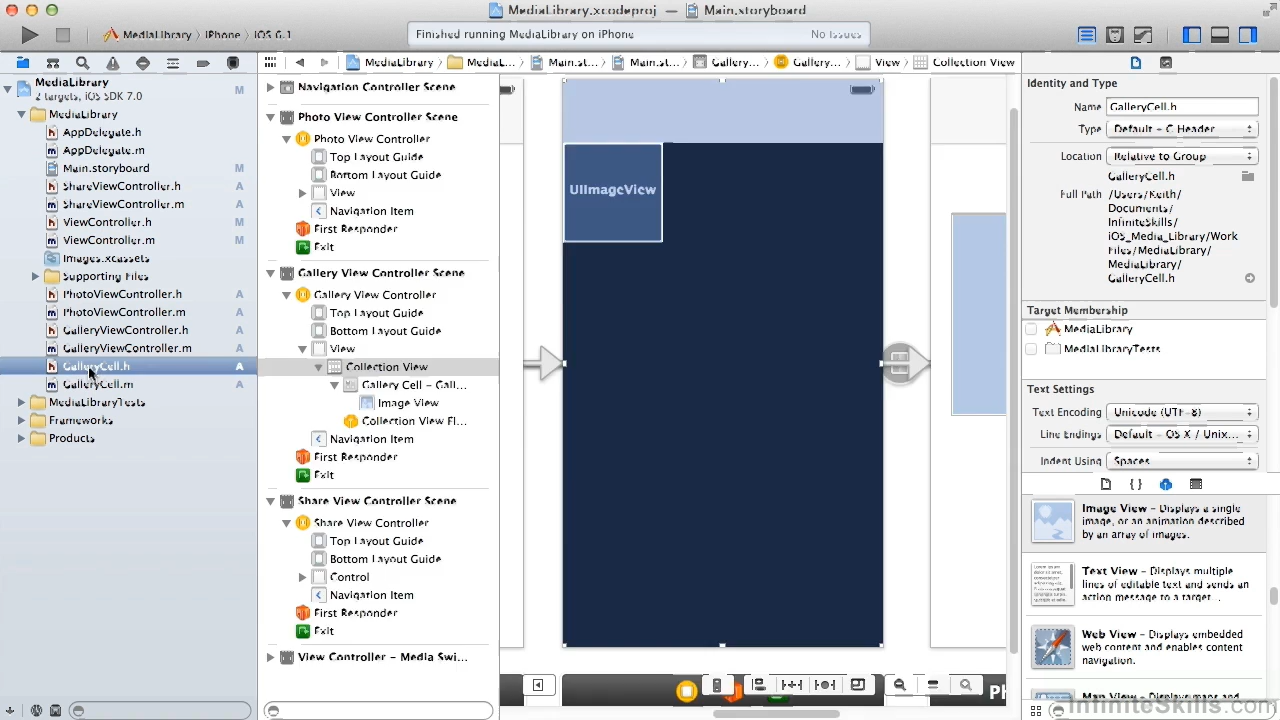 MediaLibrary.xcodeproj — Main.storyboard
MediaLibrary › iPhone › iOS 6.1
Finished running MediaLibrary on iPhone
No Issues
MediaLibrary
MediaL...
Main.st...
Main.st...
Gallery...
Gallery...
View
Collection View
MediaLibrary M
2 targets, iOS SDK 7.0
MediaLibrary
AppDelegate.h
AppDelegate.m
Main.storyboard M
ShareViewController.h A
ShareViewController.m A
ViewController.h M
ViewController.m M
Images.xcassets
Supporting Files
PhotoViewController.h A
PhotoViewController.m A
GalleryViewController.h A
GalleryViewController.m A
GalleryCell.h A
GalleryCell.m A
MediaLibraryTests
Frameworks
Products
Navigation Controller Scene
Photo View Controller Scene
Photo View Controller
Top Layout Guide
Bottom Layout Guide
View
Navigation Item
First Responder
Exit
Gallery View Controller Scene
Gallery View Controller
Top Layout Guide
Bottom Layout Guide
View
Collection View
Gallery Cell – Gall...
Image View
Collection View Fl...
Navigation Item
First Responder
Exit
Share View Controller Scene
Share View Controller
Top Layout Guide
Bottom Layout Guide
Control
Navigation Item
First Responder
Exit
View Controller – Media Swi...
UIImageView
Identity and Type
Name GalleryCell.h
Type Default – C Header
Location Relative to Group
GalleryCell.h
Full Path /Users/Keith/
Documents/
InfiniteSkills/
iOS_Media_Library/Work
Files/MediaLibrary/
MediaLibrary/
GalleryCell.h
Target Membership
MediaLibrary
MediaLibraryTests
Text Settings
Text Encoding Unicode (UTF-8)
Line Endings Default – OS X / Unix...
Indent Using Spaces
Image View – Displays a single
image, or an animation described
by an array of images.
Text View – Displays multiple
lines of editable text and sends an
action message to a target...
Web View – Displays embedded
web content and enables content
navigation.
Map View – Displays maps and
InfiniteSkills.com